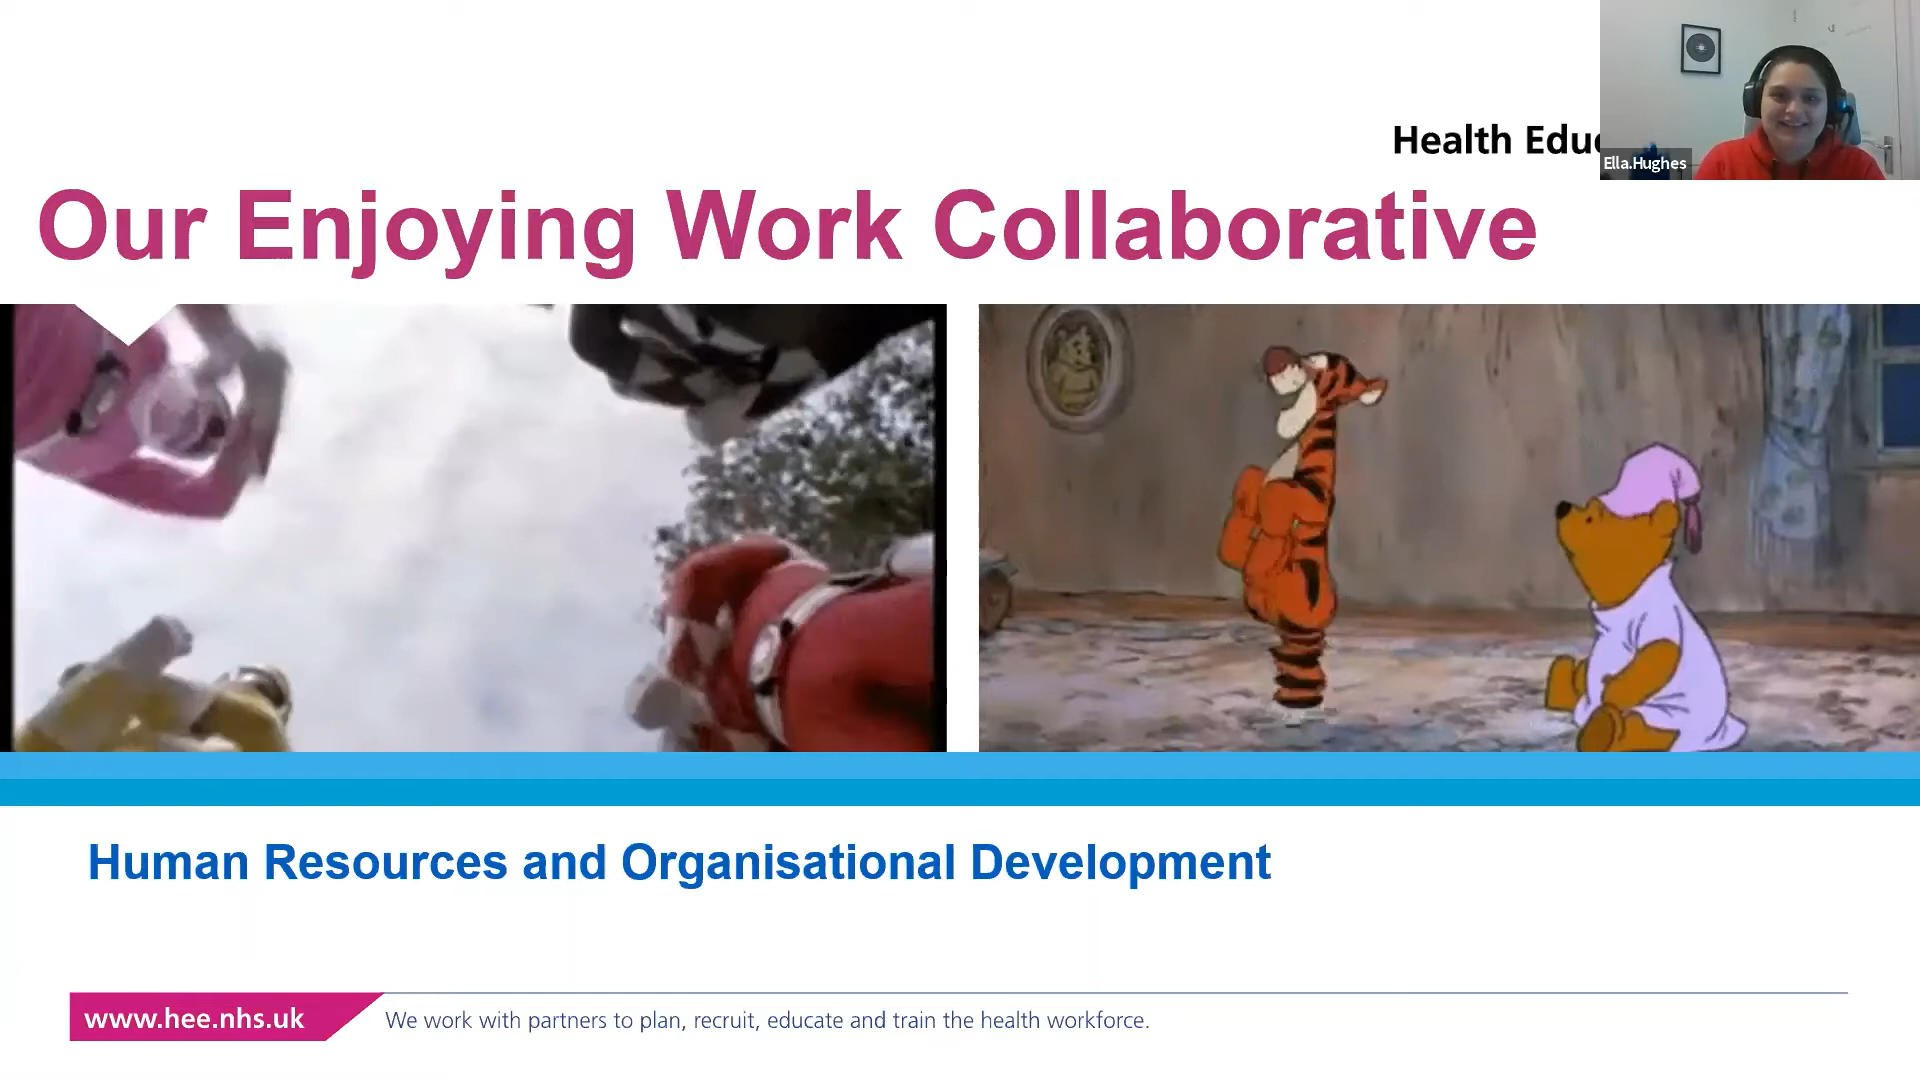 Health Edu
Ella.Hughes
Our Enjoying Work Collaborative
Human Resources and Organisational Development
www.hee.nhs.uk
We work with partners to plan, recruit, educate and train the health workforce.